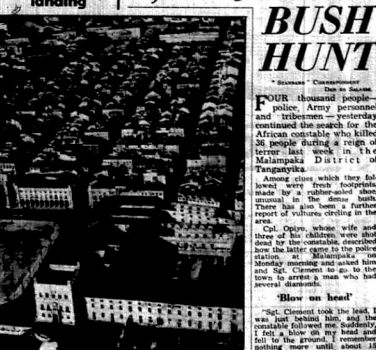 landing
BUSH
HUNT
" STANDARD " CORRESPONDENT
DAR ES SALAAM.
FOUR thousand people—
police, Army personne
and tribesmen — yesterday
continued the search for the
African constable who killed
36 people during a reign of
terror last week in the
Malampaka District of
Tanganyika.
Among clues which they fol-
lowed were fresh footprints
made by a rubber-soled shoe
unusual in the dense bush.
There has also been a further
report of vultures circling in the
area.
Cpl. Opiyo, whose wife and
three of his children were shot
dead by the constable, described
how the latter came to the police
station at Malampaka on
Monday morning and asked him
and Sgt. Clement to go to the
town to arrest a man who had
several diamonds.
'Blow on head'
"Sgt. Clement took the lead. I
was just behind him, and the
constable followed me. Suddenly,
I felt a blow on my head and
fell to the ground. I remember
nothing more until about 15